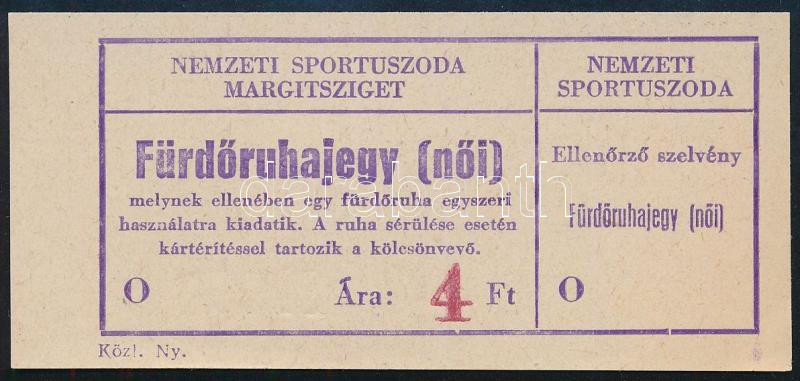 NEMZETI SPORTUSZODA
MARGITSZIGET
Fürdőruhajegy (női)
melynek ellenében egy fürdőruha egyszeri
használatra kiadatik. A ruha sérülése esetén
kártérítéssel tartozik a kölcsönvevő.
O Ára: 4 Ft
NEMZETI
SPORTUSZODA
Ellenőrző szelvény
Fürdőruhajegy (női)
O
Közl. Ny.
darabanth